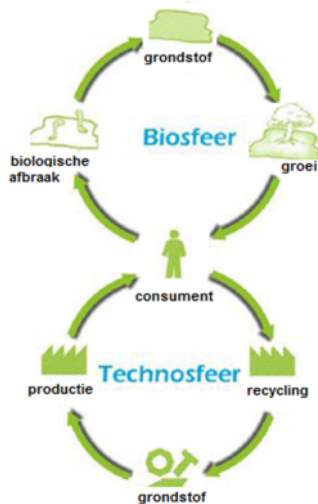 grondstof
Biosfeer
biologische
afbraak
groei
consument
productie
Technosfeer
recycling
grondstof